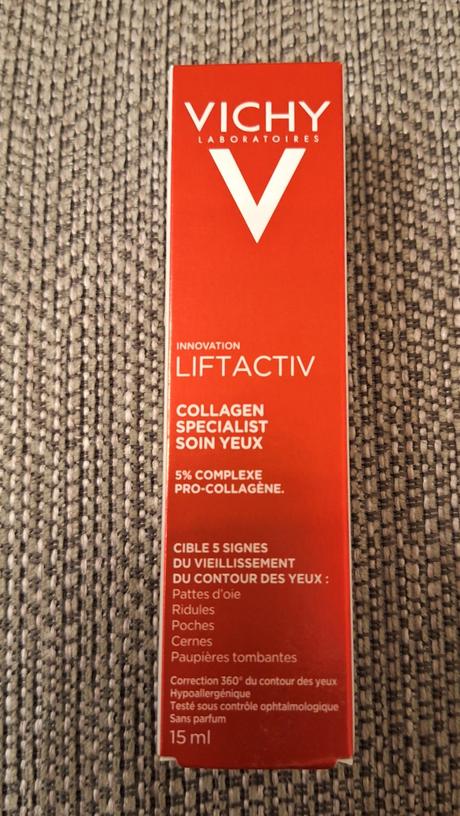 VICHY
LABORATOIRES
V
INNOVATION
LIFTACTIV
COLLAGEN
SPECIALIST
SOIN YEUX
5% COMPLEXE
PRO-COLLAGÈNE.
CIBLE 5 SIGNES
DU VIEILLISSEMENT
DU CONTOUR DES YEUX :
Pattes d'oie
Ridules
Poches
Cernes
Paupières tombantes
Correction 360° du contour des yeux
Hypoallergénique
Testé sous contrôle ophtalmologique
Sans parfum
15 ml